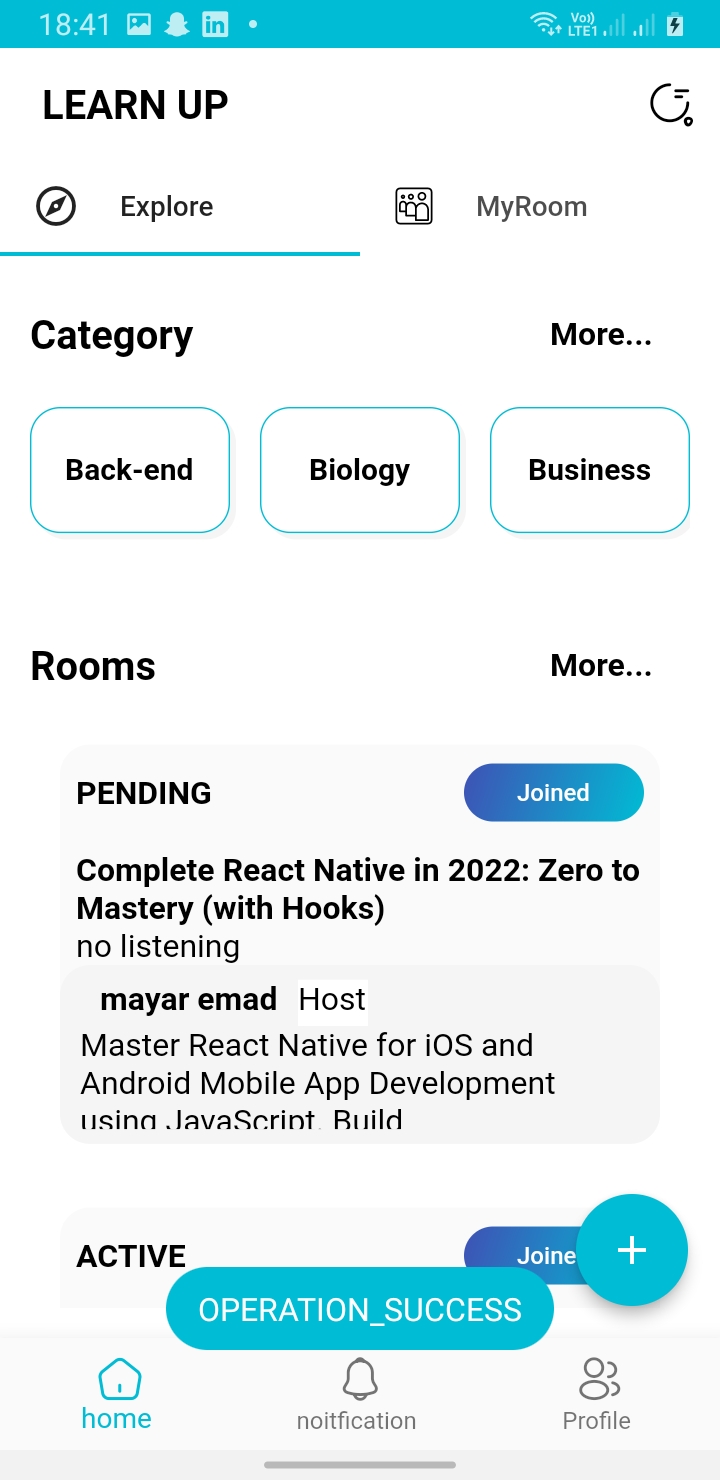 18:41
Vo))
LTE1
LEARN UP
Explore
MyRoom
Category
More...
Back-end
Biology
Business
Rooms
More...
PENDING
Joined
Complete React Native in 2022: Zero to
Mastery (with Hooks)
no listening
mayar emad Host
Master React Native for iOS and
Android Mobile App Development
using JavaScript. Build
ACTIVE
Joine
+
OPERATION_SUCCESS
home
noitfication
Profile